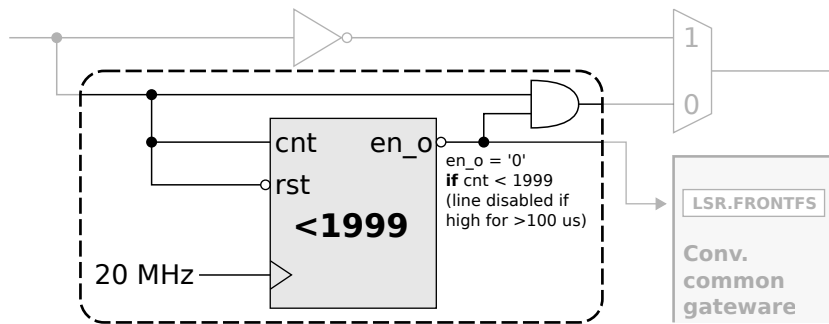 1
0
cnt
en_o
rst
<1999
20 MHz
en_o = '0'
if cnt < 1999
(line disabled if
high for >100 us)
LSR.FRONTFS
Conv.
common
gateware